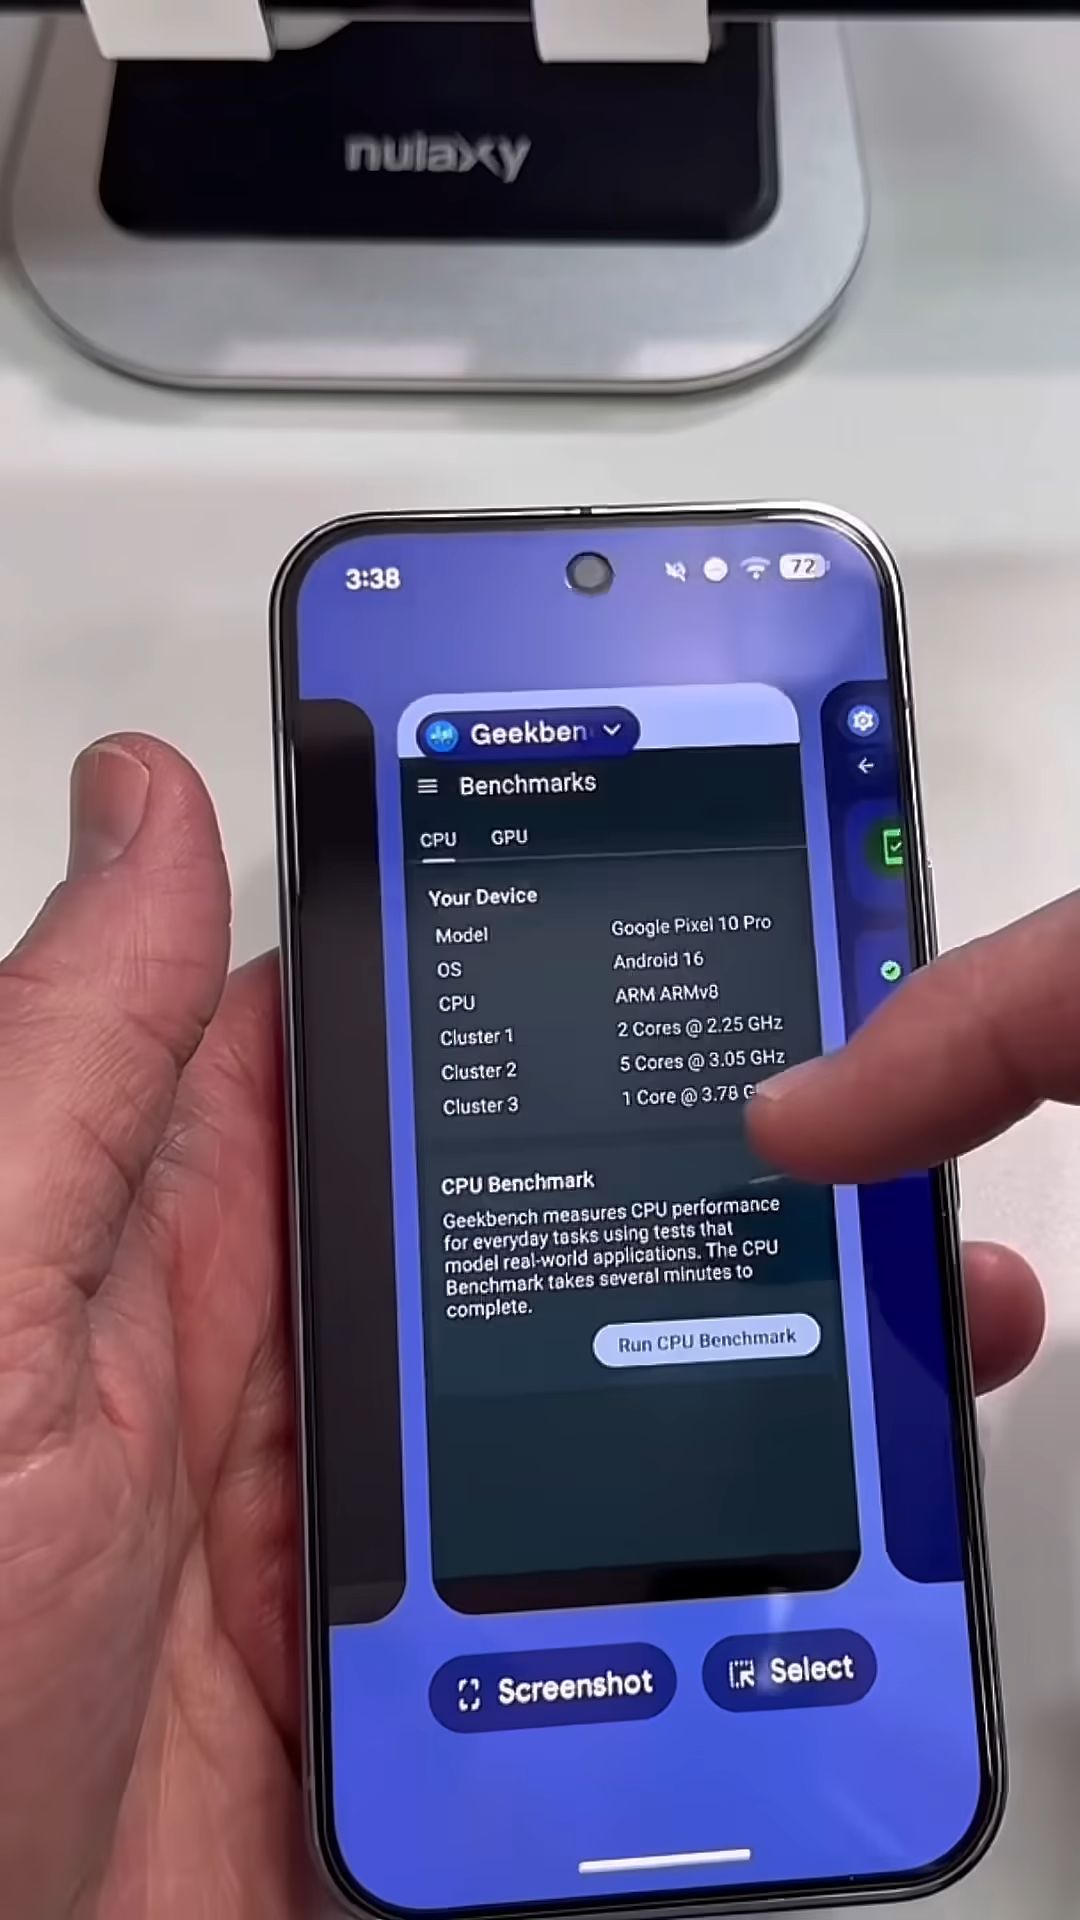 nulaxy
3:38
72
Geekben
Benchmarks
CPU GPU
Your Device
Model Google Pixel 10 Pro
OS Android 16
CPU ARM ARMv8
Cluster 1 2 Cores @ 2.25 GHz
Cluster 2 5 Cores @ 3.05 GHz
Cluster 3 1 Core @ 3.78 G
CPU Benchmark
Geekbench measures CPU performance
for everyday tasks using tests that
model real-world applications. The CPU
Benchmark takes several minutes to
complete.
Run CPU Benchmark
Screenshot Select